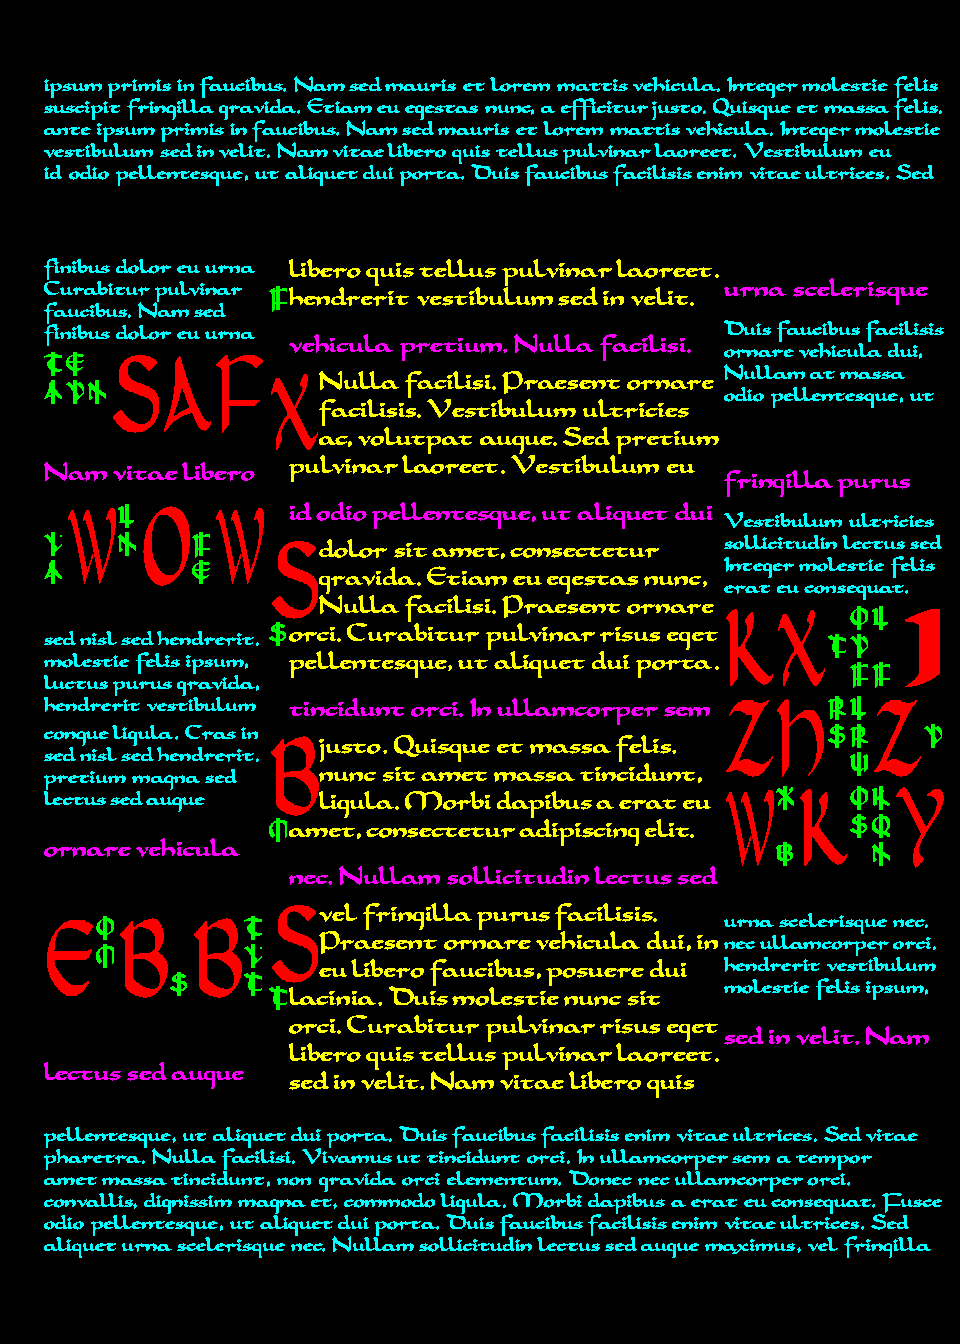 ipsum primis in faucibus. Nam sed mauris et lorem mattis vehicula. Integer molestie felis
suscipit fringilla gravida. Etiam eu egestas nunc, a efficitur justo. Quisque et massa felis.
ante ipsum primis in faucibus. Nam sed mauris et lorem mattis vehicula. Integer molestie
vestibulum sed in velit. Nam vitae libero quis tellus pulvinar laoreet. Vestibulum eu
id odio pellentesque, ut aliquet dui porta. Duis faucibus facilisis enim vitae ultrices. Sed
finibus dolor eu urna
Curabitur pulvinar
faucibus. Nam sed
finibus dolor eu urna
SAF
Nam vitae libero
WOW
sed nisl sed hendrerit.
molestie felis ipsum,
luctus purus gravida,
hendrerit vestibulum
congue ligula. Cras in
sed nisl sed hendrerit.
pretium magna sed
lectus sed augue
ornare vehicula
EBB
lectus sed augue
libero quis tellus pulvinar laoreet.
hendrerit vestibulum sed in velit.
vehicula pretium. Nulla facilisi.
X Nulla facilisi. Praesent ornare
facilisis. Vestibulum ultricies
ac, volutpat augue. Sed pretium
pulvinar laoreet. Vestibulum eu
id odio pellentesque, ut aliquet dui
S dolor sit amet, consectetur
gravida. Etiam eu egestas nunc,
Nulla facilisi. Praesent ornare
$ orci. Curabitur pulvinar risus eget
pellentesque, ut aliquet dui porta.
tincidunt orci. In ullamcorper sem
B justo. Quisque et massa felis.
nunc sit amet massa tincidunt,
ligula. Morbi dapibus a erat eu
amet, consectetur adipiscing elit.
nec. Nullam sollicitudin lectus sed
S vel fringilla purus facilisis.
Praesent ornare vehicula dui, in
eu libero faucibus, posuere dui
lacinia. Duis molestie nunc sit
orci. Curabitur pulvinar risus eget
libero quis tellus pulvinar laoreet.
sed in velit. Nam vitae libero quis
urna scelerisque
Duis faucibus facilisis
ornare vehicula dui,
Nullam at massa
odio pellentesque, ut
fringilla purus
Vestibulum ultricies
sollicitudin lectus sed
Integer molestie felis
erat eu consequat.
KXJ
ZNZ
WKY
urna scelerisque nec.
nec ullamcorper orci.
hendrerit vestibulum
molestie felis ipsum,
sed in velit. Nam
pellentesque, ut aliquet dui porta. Duis faucibus facilisis enim vitae ultrices. Sed vitae
pharetra. Nulla facilisi. Vivamus ut tincidunt orci. In ullamcorper sem a tempor
amet massa tincidunt, non gravida orci elementum. Donec nec ullamcorper orci.
convallis, dignissim magna et, commodo ligula. Morbi dapibus a erat eu consequat. Fusce
odio pellentesque, ut aliquet dui porta. Duis faucibus facilisis enim vitae ultrices. Sed
aliquet urna scelerisque nec. Nullam sollicitudin lectus sed augue maximus, vel fringilla